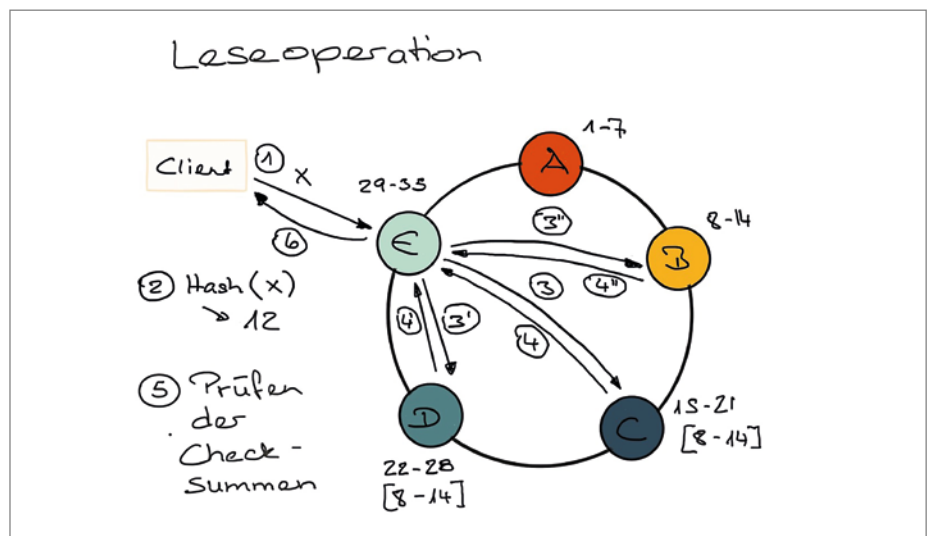 Leseoperation
Client
① X
⑥
② Hash (x)
↳ 12
⑤ Prüfen
der
Check-
summen
29-35
E
A
1-7
B
8-14
3''
4''
3
4
4'
3'
D
22-28
[8-14]
C
15-21
[8-14]